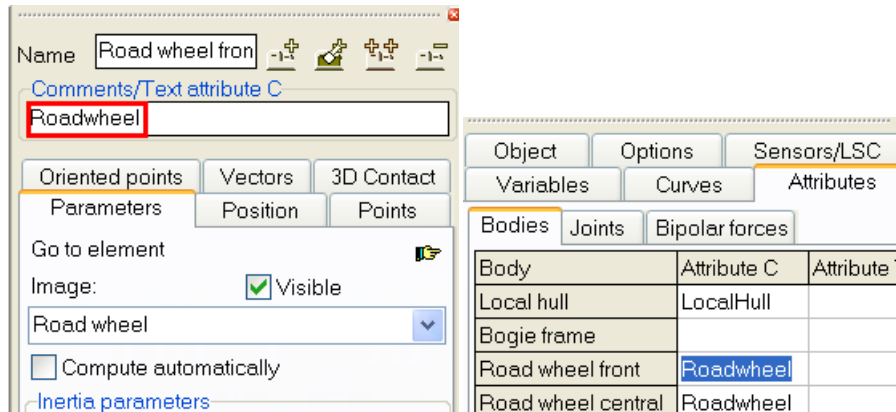 Name Road wheel fron
Comments/Text attribute C
Roadwheel
Oriented points Vectors 3D Contact
Parameters Position Points
Go to element
Image: Visible
Road wheel
Compute automatically
Inertia parameters
Object Options Sensors/LSC
Variables Curves Attributes
Bodies Joints Bipolar forces
Body Attribute C Attribute
Local hull LocalHull
Bogie frame
Road wheel front Roadwheel
Road wheel central Roadwheel